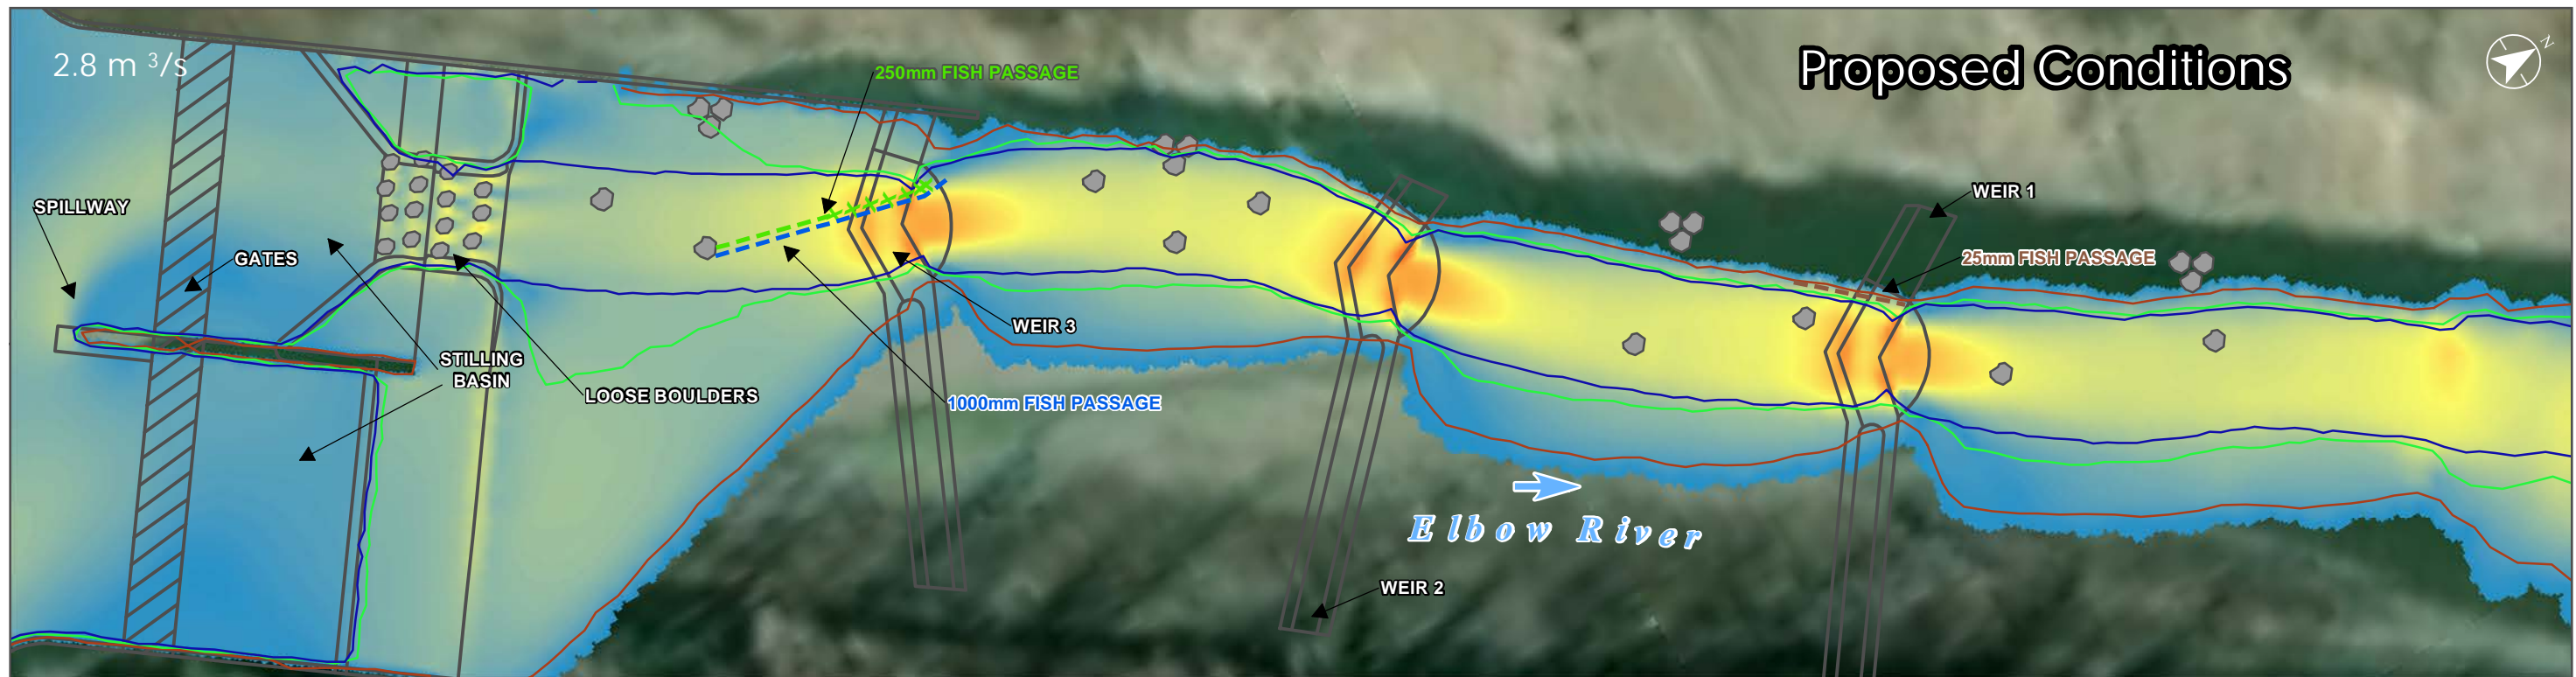 2.8 m ³/s
Proposed Conditions
N
250mm FISH PASSAGE
SPILLWAY
GATES
WEIR 1
25mm FISH PASSAGE
WEIR 3
STILLING
BASIN
LOOSE BOULDERS
1000mm FISH PASSAGE
Elbow River
WEIR 2